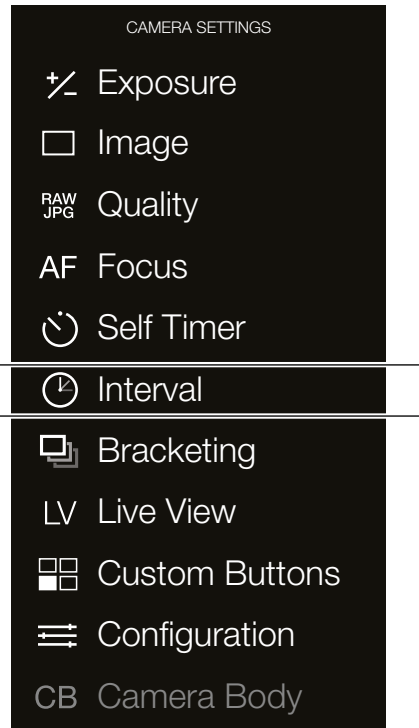 CAMERA SETTINGS
+/- Exposure
Image
RAW JPG Quality
AF Focus
Self Timer
Interval
Bracketing
LV Live View
Custom Buttons
Configuration
CB Camera Body